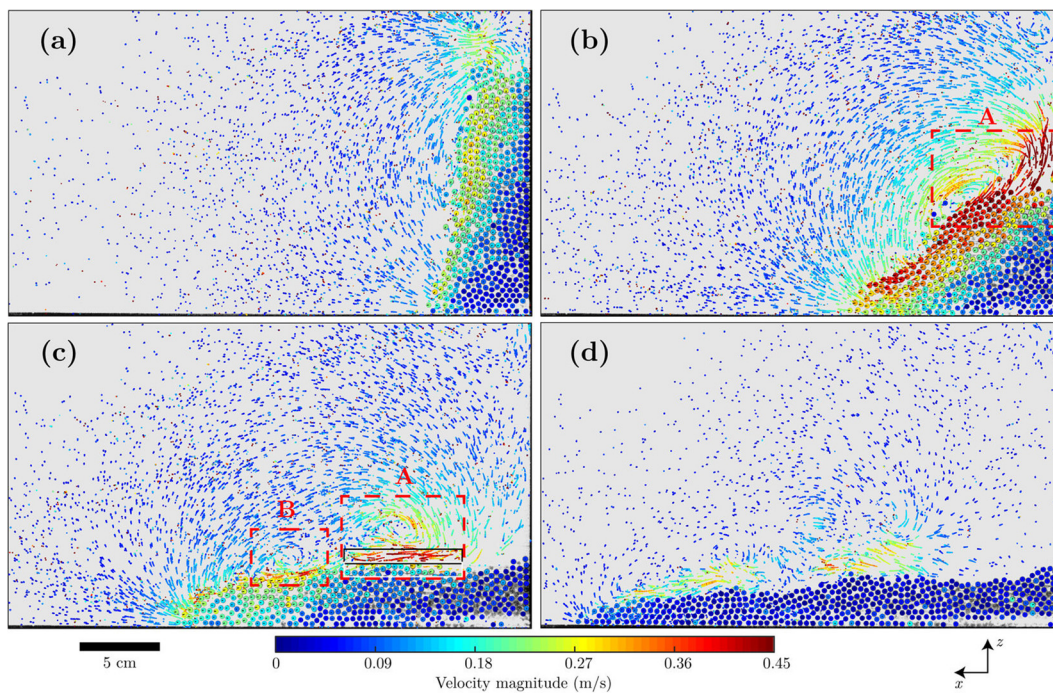 (a)
(b)
A
(c)
A
B
(d)
5 cm
0
0.09
0.18
0.27
0.36
0.45
Velocity magnitude (m/s)
z
x